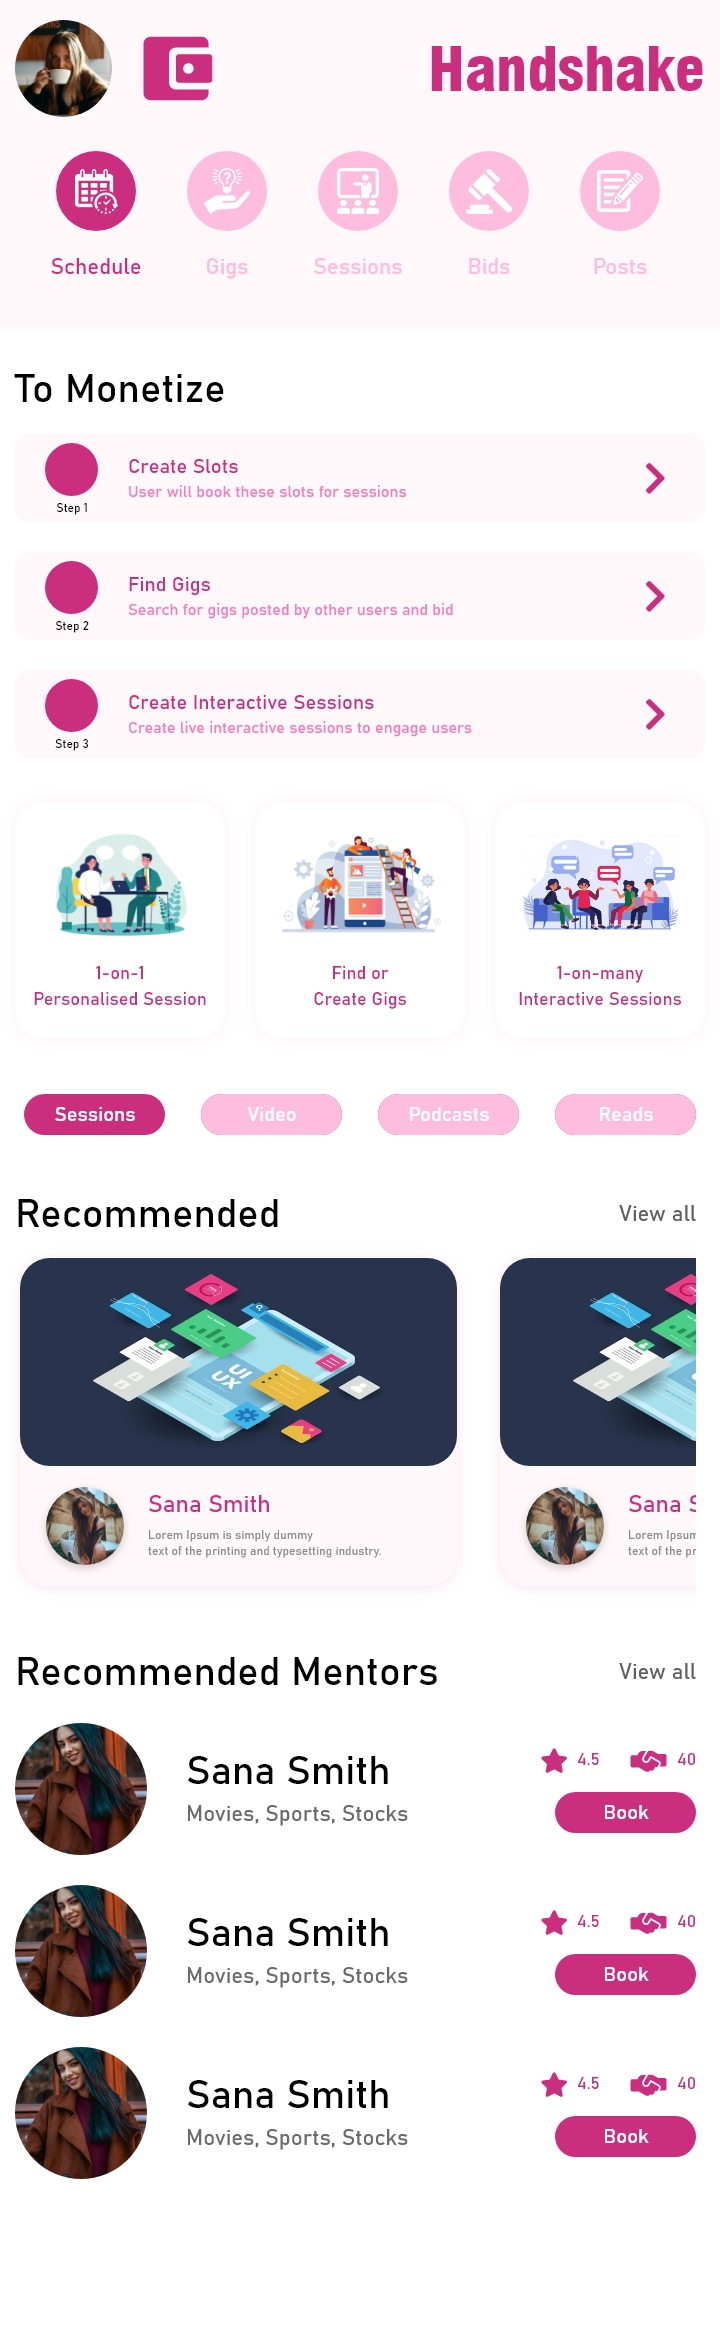 Handshake
Schedule
Gigs
Sessions
Bids
Posts
To Monetize
Create Slots
User will book these slots for sessions
Step 1
Find Gigs
Search for gigs posted by other users and bid
Step 2
Create Interactive Sessions
Create live interactive sessions to engage users
Step 3
1-on-1
Personalised Session
Find or
Create Gigs
1-on-many
Interactive Sessions
Sessions
Video
Podcasts
Reads
Recommended
View all
UI
UX
Sana Smith
Lorem Ipsum is simply dummy
text of the printing and typesetting industry.
Sana S
Lorem Ipsum
text of the pr
Recommended Mentors
View all
Sana Smith
Movies, Sports, Stocks
4.5
40
Book
Sana Smith
Movies, Sports, Stocks
4.5
40
Book
Sana Smith
Movies, Sports, Stocks
4.5
40
Book